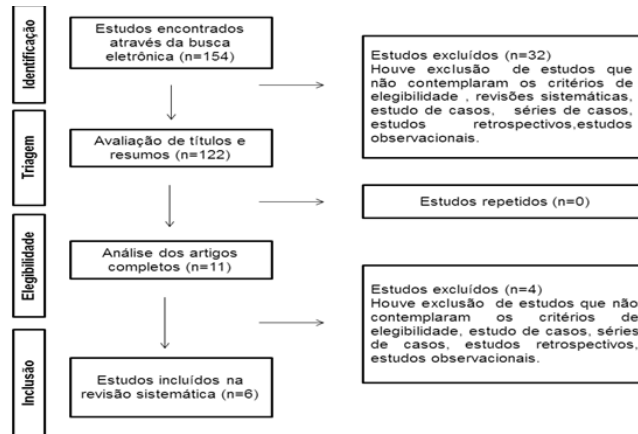 Identificação
Estudos encontrados
através da busca
eletrônica (n=154)
Estudos excluídos (n=32)
Houve exclusão de estudos que
não contemplaram os critérios de
elegibilidade , revisões sistemáticas,
estudo de casos, séries de casos,
estudos retrospectivos,estudos
observacionais.
Triagem
Avaliação de títulos e
resumos (n=122)
Estudos repetidos (n=0)
Elegibilidade
Análise dos artigos
completos (n=11)
Estudos excluídos (n=4)
Houve exclusão de estudos que não
contemplaram os critérios de
elegibilidade, estudo de casos, séries
de casos, estudos retrospectivos,
estudos observacionais.
Inclusão
Estudos incluídos na
revisão sistemática (n=6)